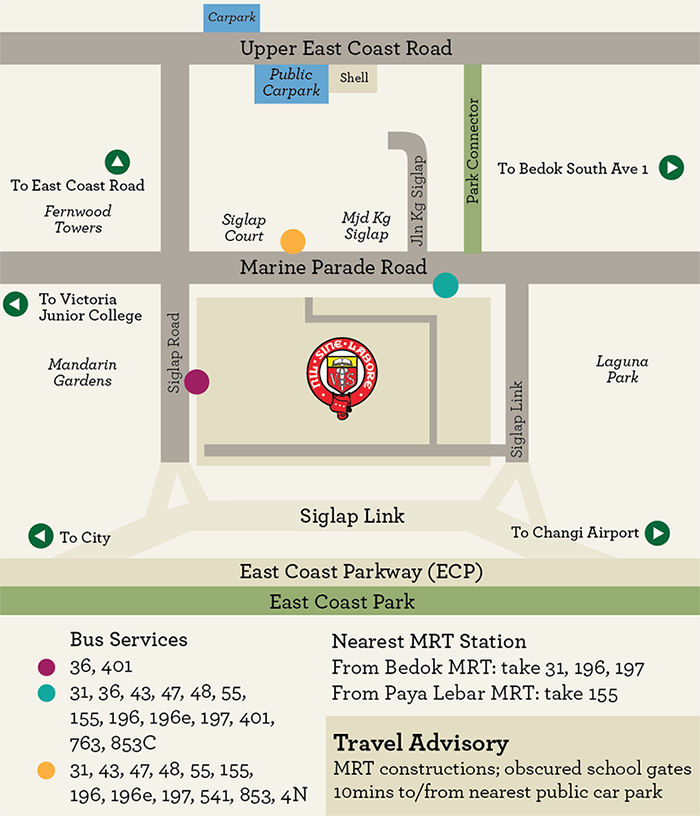 Carpark
Upper East Coast Road
Public
Carpark
Shell
Park Connector
To Bedok South Ave 1
To East Coast Road
Fernwood
Towers
Siglap
Court
Mjd Kg
Siglap
Jln Kg Siglap
Marine Parade Road
To Victoria
Junior College
Mandarin
Gardens
Siglap Road
NIL·SINE·LABORE
VS
Siglap Link
Laguna
Park
Siglap Link
To City
To Changi Airport
East Coast Parkway (ECP)
East Coast Park
Bus Services
36, 401
31, 36, 43, 47, 48, 55,
155, 196, 196e, 197, 401,
763, 853C
31, 43, 47, 48, 55, 155,
196, 196e, 197, 541, 853, 4N
Nearest MRT Station
From Bedok MRT: take 31, 196, 197
From Paya Lebar MRT: take 155
Travel Advisory
MRT constructions; obscured school gates
10mins to/from nearest public car park